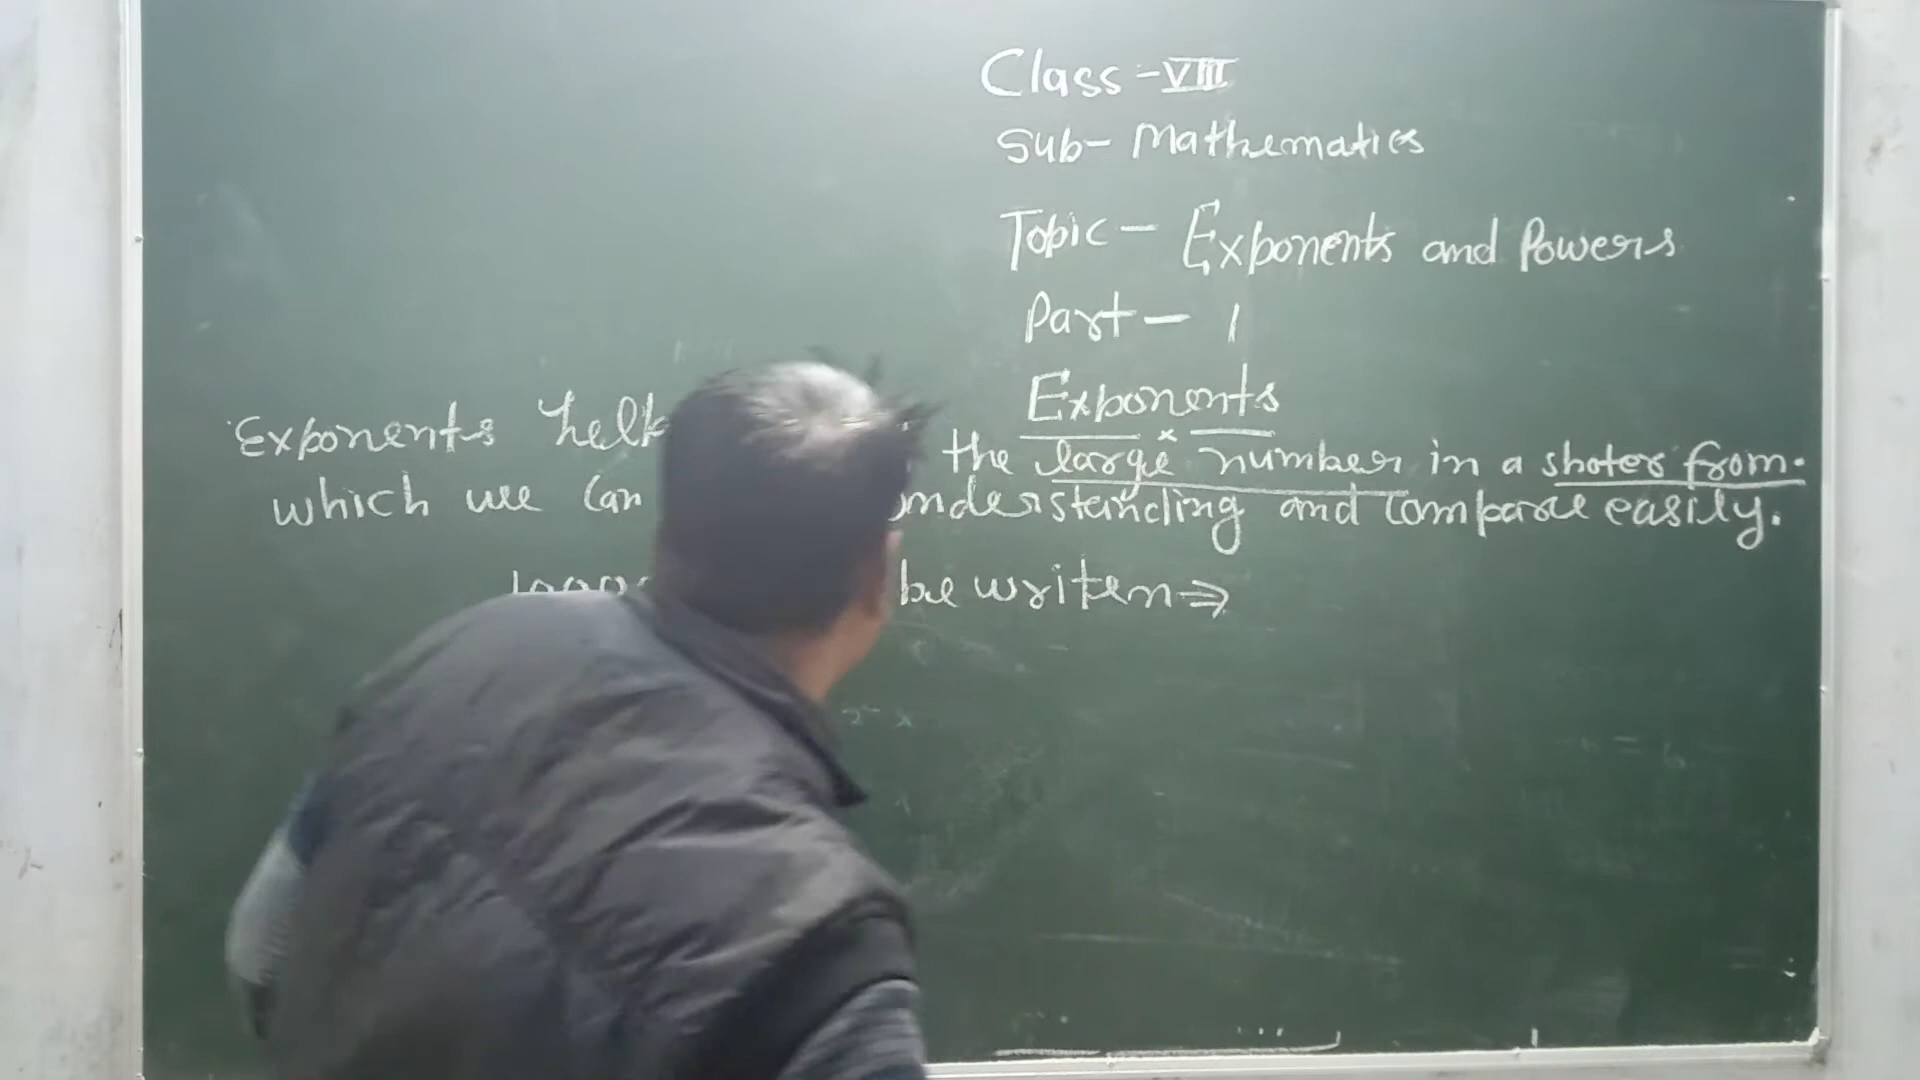 Class - VIII
Sub- Mathematics
Topic - Exponents and Powers
Part - 1
Exponents
Exponents the large number in a shoter from.
which we can understanding and compare easily.
be writen ⇒